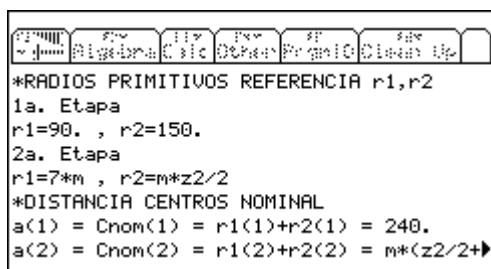 Algebra Calc Other PrgmIO Clean Up
*RADIOS PRIMITIVOS REFERENCIA r1,r2
1a. Etapa
r1=90. , r2=150.
2a. Etapa
r1=7*m , r2=m*z2/2
*DISTANCIA CENTROS NOMINAL
a(1) = Cnom(1) = r1(1)+r2(1) = 240.
a(2) = Cnom(2) = r1(2)+r2(2) = m*(z2/2+